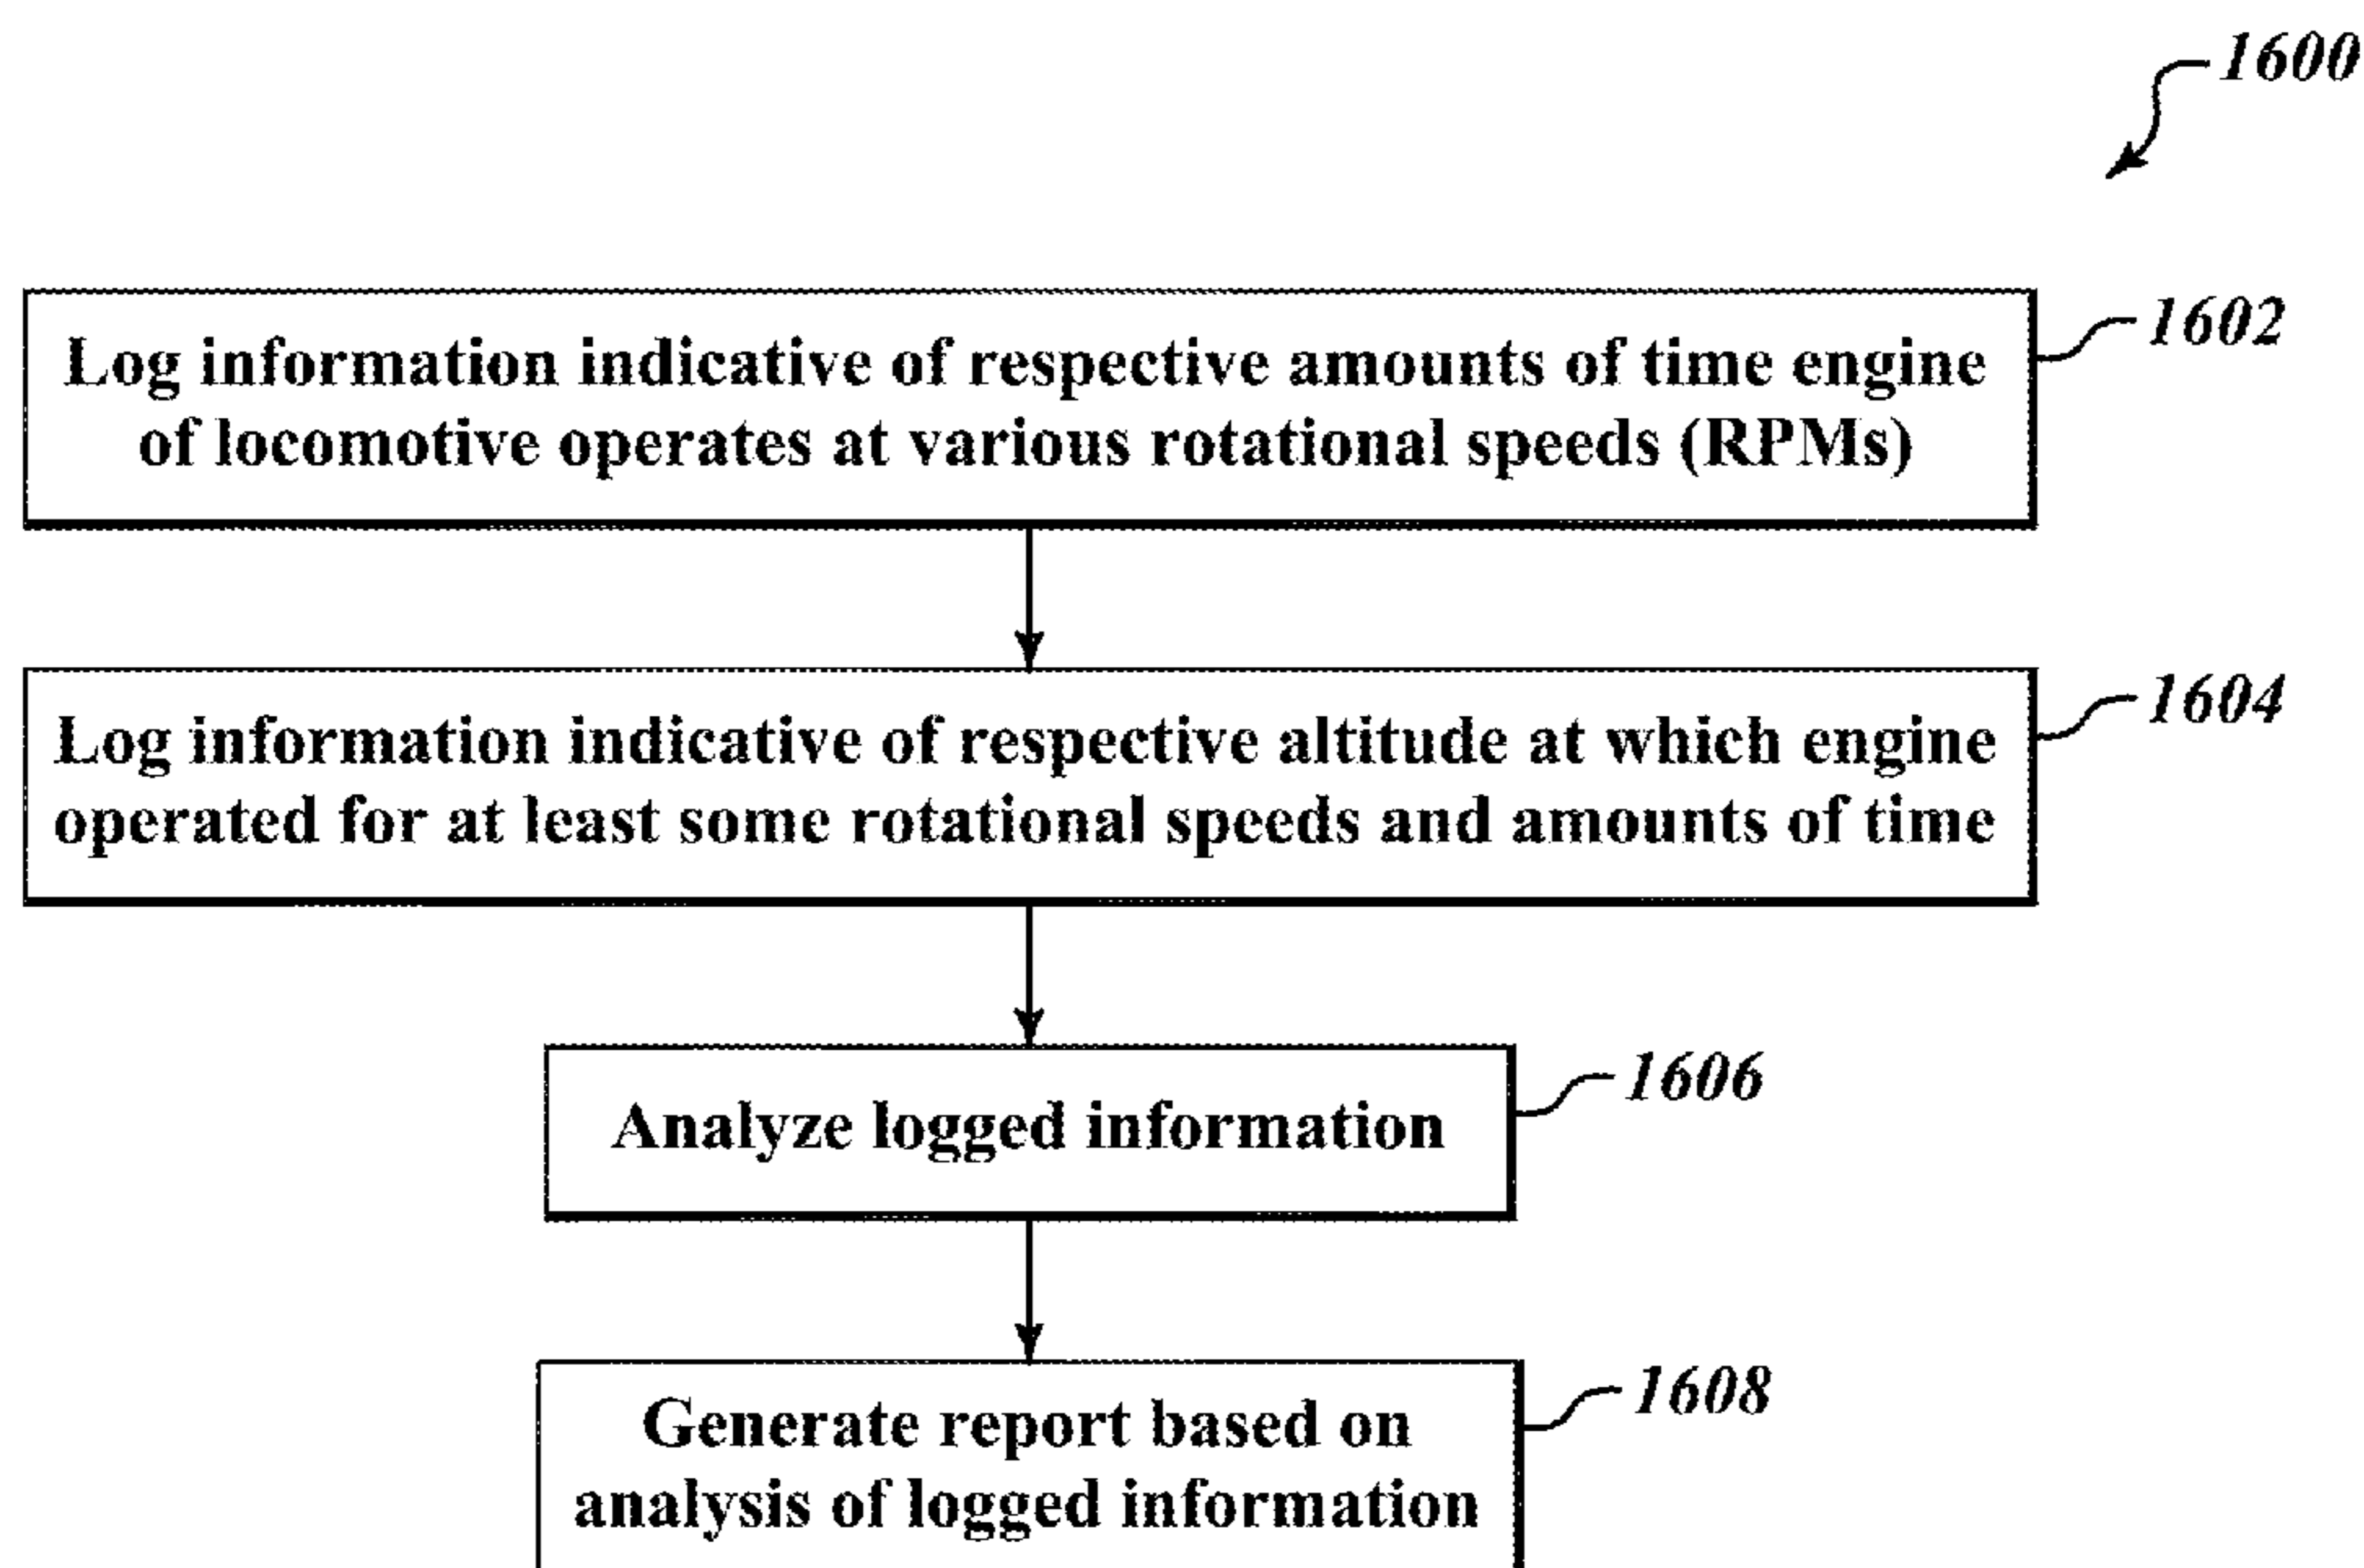 1600
Log information indicative of respective amounts of time engine
of locomotive operates at various rotational speeds (RPMs)
1602
Log information indicative of respective altitude at which engine
operated for at least some rotational speeds and amounts of time
1604
Analyze logged information
1606
Generate report based on
analysis of logged information
1608